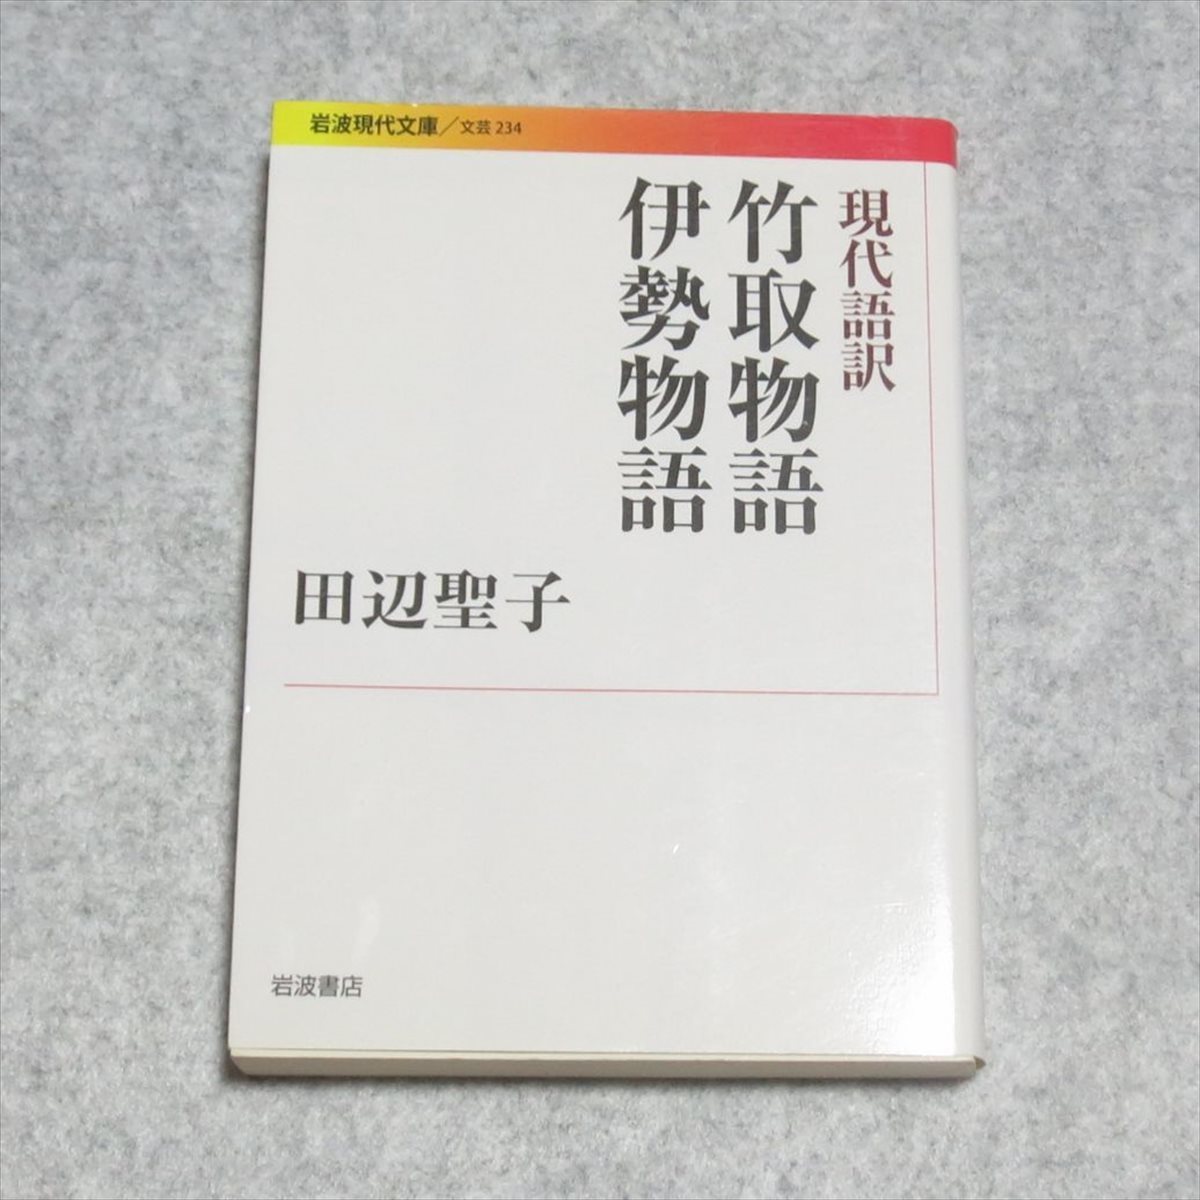 岩波現代文庫／文芸 234
現代語訳
竹取物語
伊勢物語
田辺聖子
岩波書店